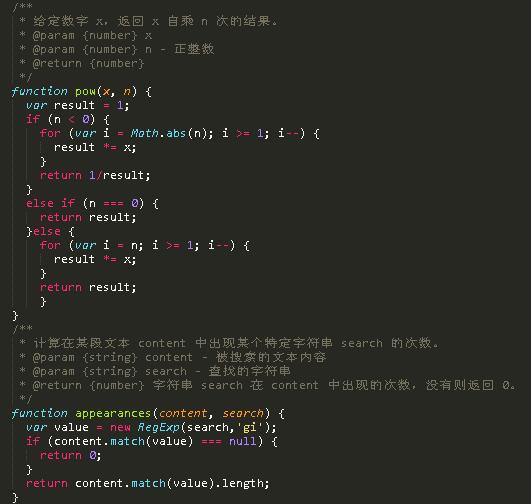 /**
 * 给定数字 x，返回 x 自乘 n 次的结果。
 * @param {number} x
 * @param {number} n - 正整数
 * @return {number}
 */
function pow(x, n) {
  var result = 1;
  if (n < 0) {
    for (var i = Math.abs(n); i >= 1; i--) {
      result *= x;
    }
    return 1/result;
  }
  else if (n === 0) {
    return result;
  }else {
    for (var i = n; i >= 1; i--) {
      result *= x;
    }
    return result;
    }
}
/**
 * 计算在某段文本 content 中出现某个特定字符串 search 的次数。
 * @param {string} content - 被搜索的文本内容
 * @param {string} search - 查找的字符串
 * @return {number} 字符串 search 在 content 中出现的次数，没有则返回 0。
 */
function appearances(content, search) {
  var value = new RegExp(search,'gi');
  if (content.match(value) === null) {
    return 0;
  }
  return content.match(value).length;
}